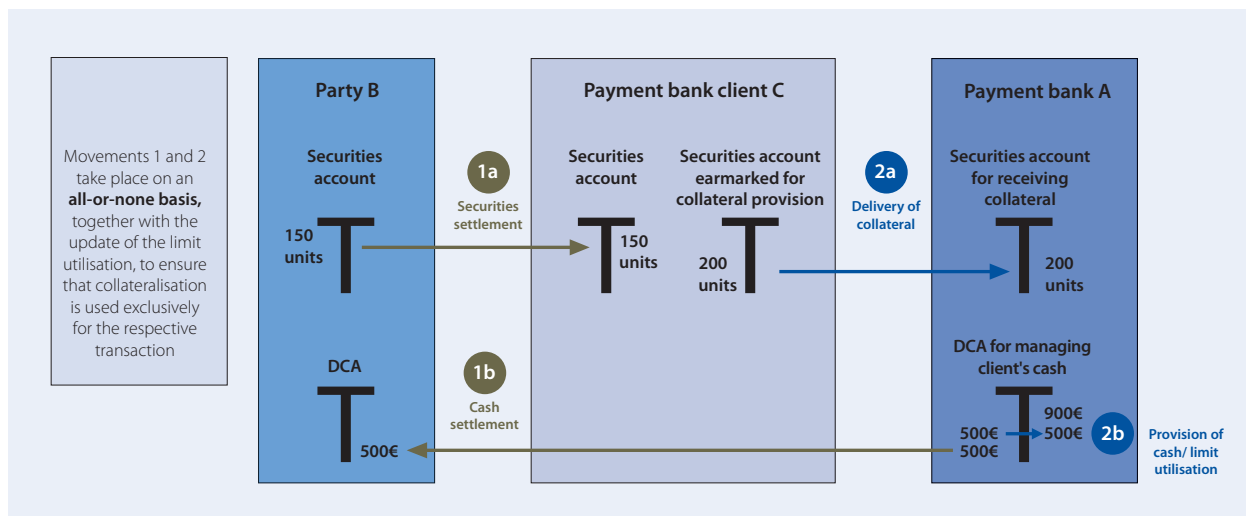 Movements 1 and 2
take place on an
all-or-none basis,
together with the
update of the limit
utilisation, to ensure
that collateralisation
is used exclusively
for the respective
transaction
Party B
Securities
account
150
units
DCA
500€
1a
Securities
settlement
1b
Cash
settlement
Payment bank client C
Securities
account
150
units
Securities account
earmarked for
collateral provision
200
units
2a
Delivery of
collateral
Payment bank A
Securities account
for receiving
collateral
200
units
DCA for managing
client's cash
900€
500€ 500€
500€
2b
Provision of
cash/ limit
utilisation